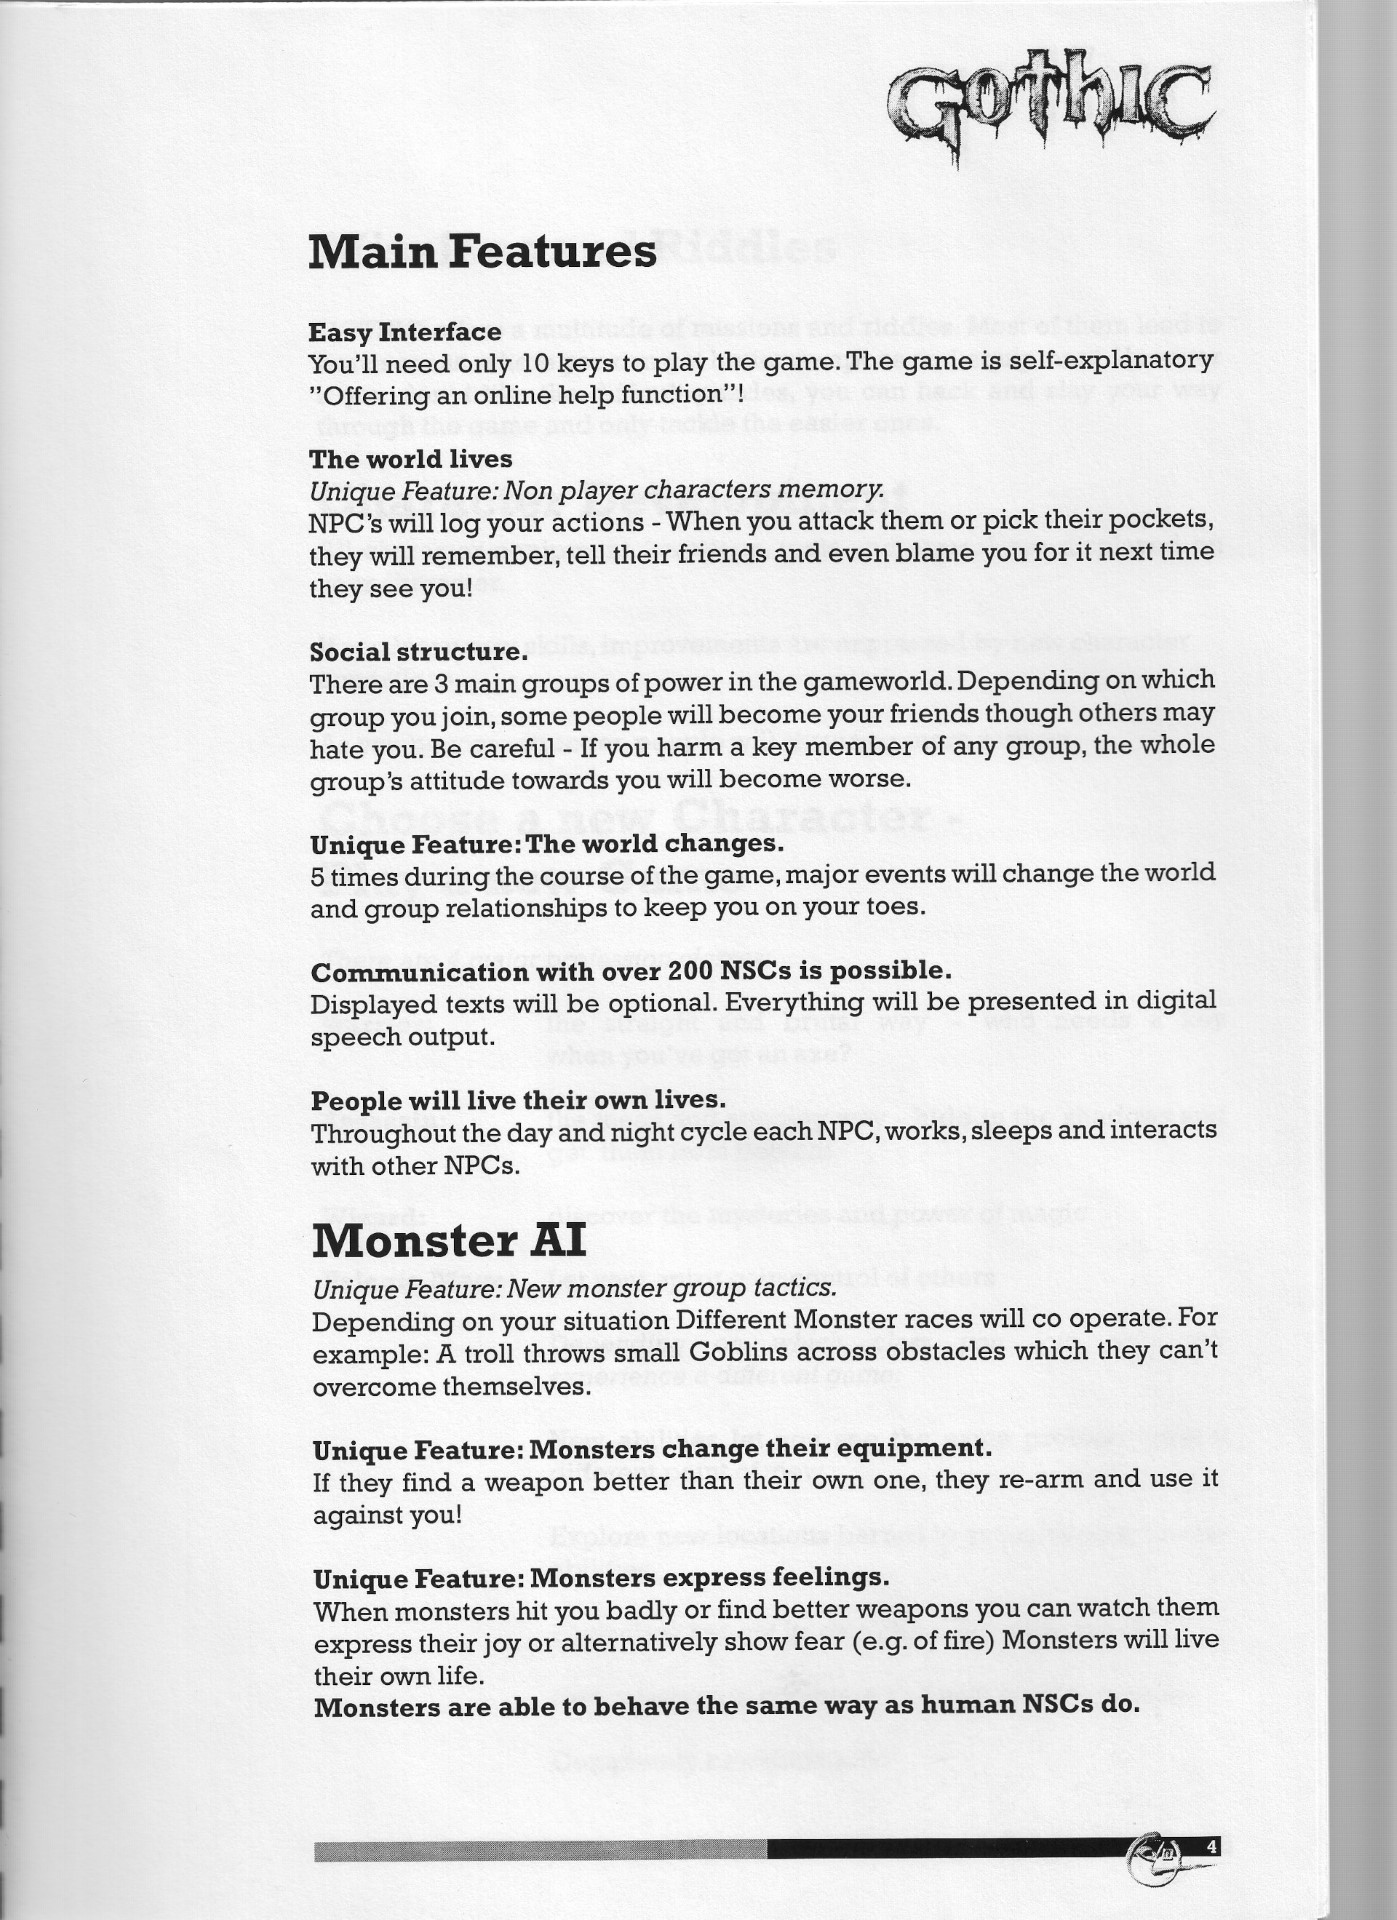 GOTHIC
Main Features
Easy Interface
You'll need only 10 keys to play the game. The game is self-explanatory
"Offering an online help function"!
The world lives
Unique Feature: Non player characters memory.
NPC's will log your actions - When you attack them or pick their pockets,
they will remember, tell their friends and even blame you for it next time
they see you!
Social structure.
There are 3 main groups of power in the gameworld. Depending on which
group you join, some people will become your friends though others may
hate you. Be careful - If you harm a key member of any group, the whole
group's attitude towards you will become worse.
Unique Feature: The world changes.
5 times during the course of the game, major events will change the world
and group relationships to keep you on your toes.
Communication with over 200 NSCs is possible.
Displayed texts will be optional. Everything will be presented in digital
speech output.
People will live their own lives.
Throughout the day and night cycle each NPC, works, sleeps and interacts
with other NPCs.
Monster AI
Unique Feature: New monster group tactics.
Depending on your situation Different Monster races will co operate. For
example: A troll throws small Goblins across obstacles which they can't
overcome themselves.
Unique Feature: Monsters change their equipment.
If they find a weapon better than their own one, they re-arm and use it
against you!
Unique Feature: Monsters express feelings.
When monsters hit you badly or find better weapons you can watch them
express their joy or alternatively show fear (e.g. of fire) Monsters will live
their own life.
Monsters are able to behave the same way as human NSCs do.
4